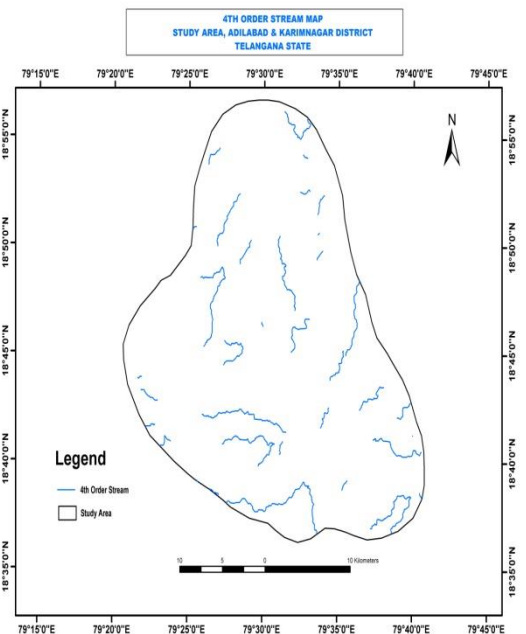 4TH ORDER STREAM MAP
STUDY AREA, ADILABAD & KARIMNAGAR DISTRICT
TELANGANA STATE
79°15'0"E 79°20'0"E 79°25'0"E 79°30'0"E 79°35'0"E 79°40'0"E 79°45'0"E
18°55'0"N 18°55'0"N
N
18°50'0"N 18°50'0"N
18°45'0"N 18°45'0"N
18°40'0"N 18°40'0"N
Legend
4th Order Stream
Study Area
10 5 0 10 Kilometers
18°35'0"N 18°35'0"N
79°15'0"E 79°20'0"E 79°25'0"E 79°30'0"E 79°35'0"E 79°40'0"E 79°45'0"E